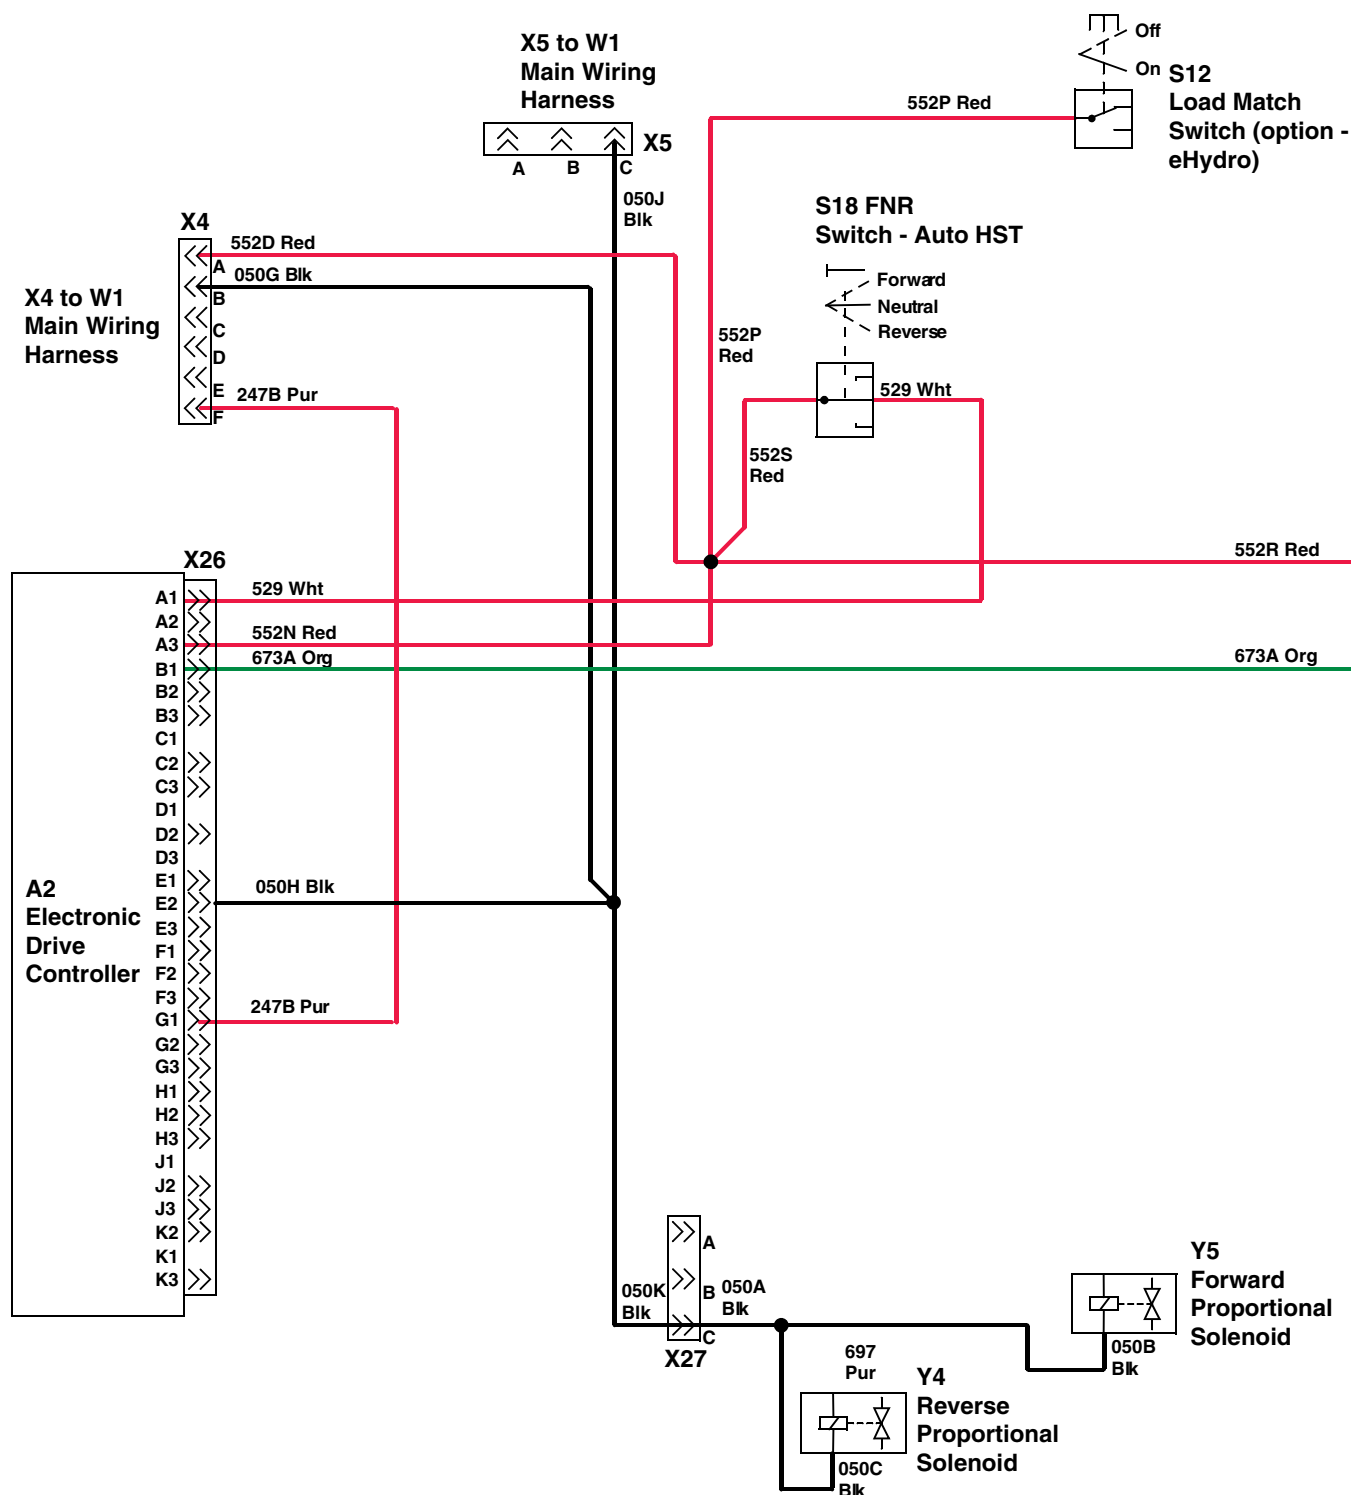 Off
On
S12
Load Match
Switch (option -
eHydro)
X5 to W1
Main Wiring
Harness
552P Red
X5
A
B
C
050J
Blk
X4
552D Red
A
050G Blk
B
C
D
E
247B Pur
F
X4 to W1
Main Wiring
Harness
S18 FNR
Switch - Auto HST
Forward
Neutral
Reverse
552P
Red
529 Wht
552S
Red
552R Red
X26
A1
529 Wht
A2
A3
552N Red
B1
673A Org
673A Org
B2
B3
C1
C2
C3
D1
D2
D3
E1
E2
050H Blk
E3
F1
F2
F3
G1
247B Pur
G2
G3
H1
H2
H3
J1
J2
J3
K2
K1
K3
A2
Electronic
Drive
Controller
A
B
C
050K
Blk
050A
Blk
X27
Y5
Forward
Proportional
Solenoid
050B
Blk
697
Pur
Y4
Reverse
Proportional
Solenoid
050C
Blk